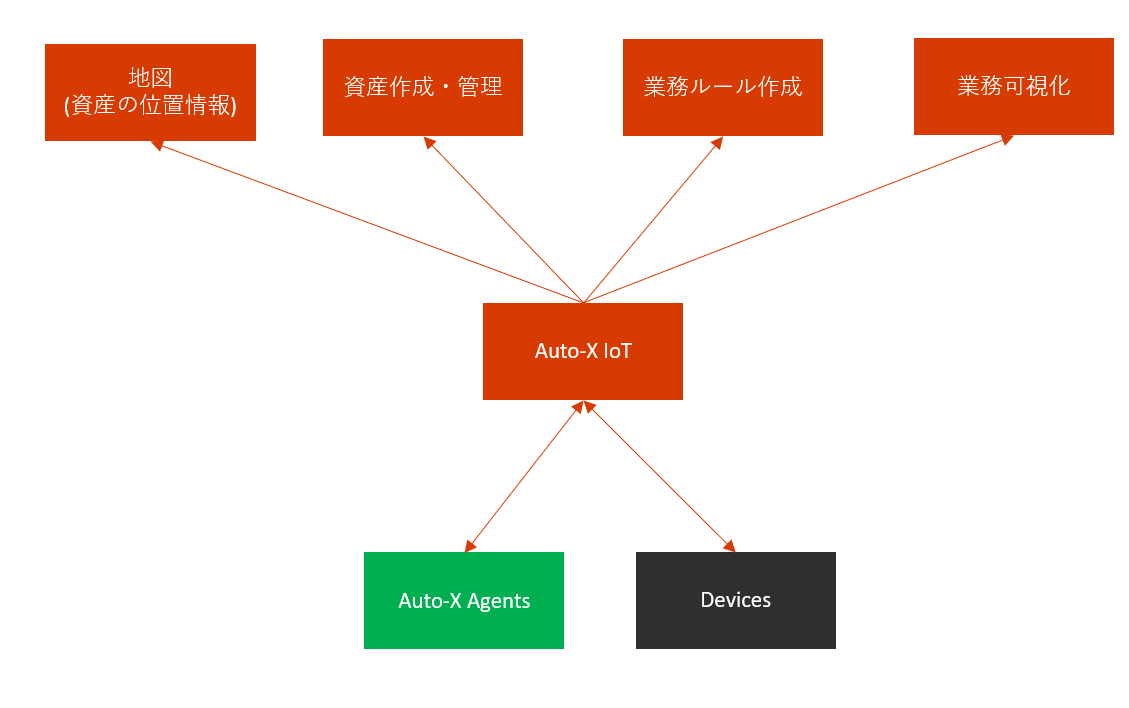 地図
(資産の位置情報)
資産作成・管理
業務ルール作成
業務可視化
Auto-X IoT
Auto-X Agents
Devices